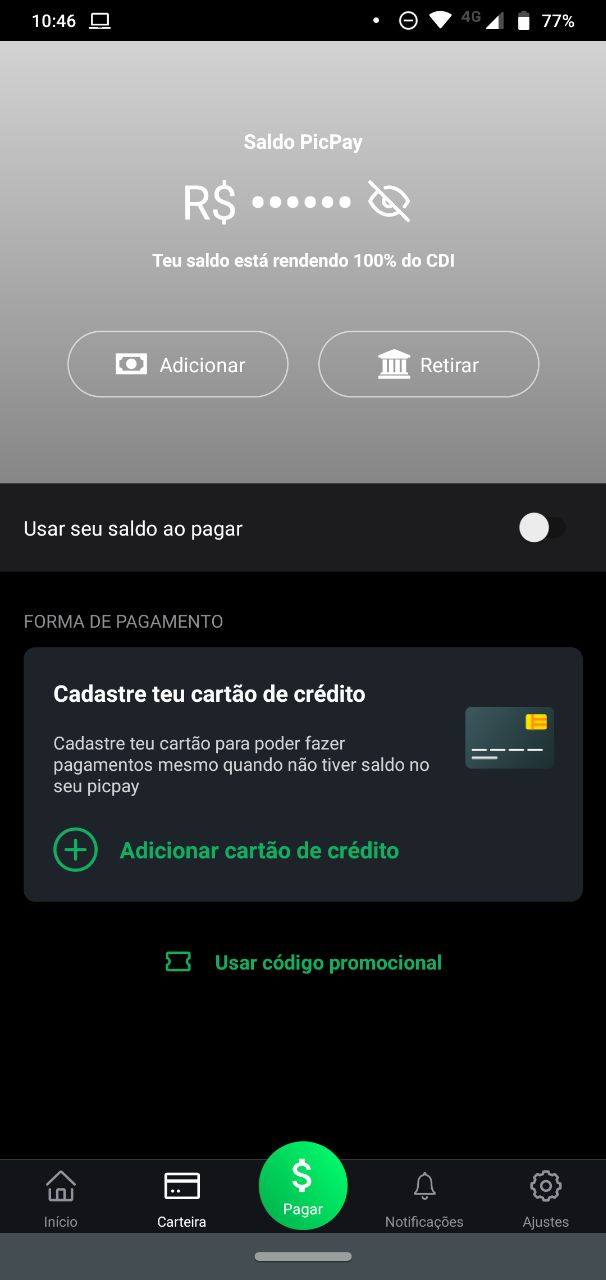 10:46
4G
77%
Saldo PicPay
R$ ••••••
Teu saldo está rendendo 100% do CDI
Adicionar
Retirar
Usar seu saldo ao pagar
FORMA DE PAGAMENTO
Cadastre teu cartão de crédito
Cadastre teu cartão para poder fazer
pagamentos mesmo quando não tiver saldo no
seu picpay
Adicionar cartão de crédito
Usar código promocional
$
Início
Carteira
Pagar
Notificações
Ajustes